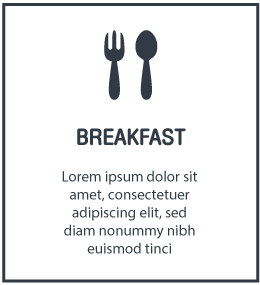 BREAKFAST
Lorem ipsum dolor sit
amet, consectetuer
adipiscing elit, sed
diam nonummy nibh
euismod tinci